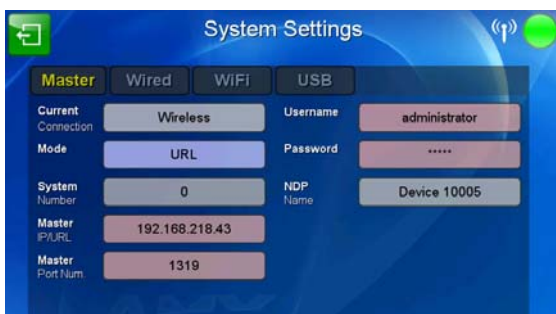 System Settings
Master
Wired
WiFi
USB
Current
Connection
Wireless
Username
administrator
Mode
URL
Password
*****
System
Number
0
NDP
Name
Device 10005
Master
IP/URL
192.168.218.43
Master
Port Num.
1319